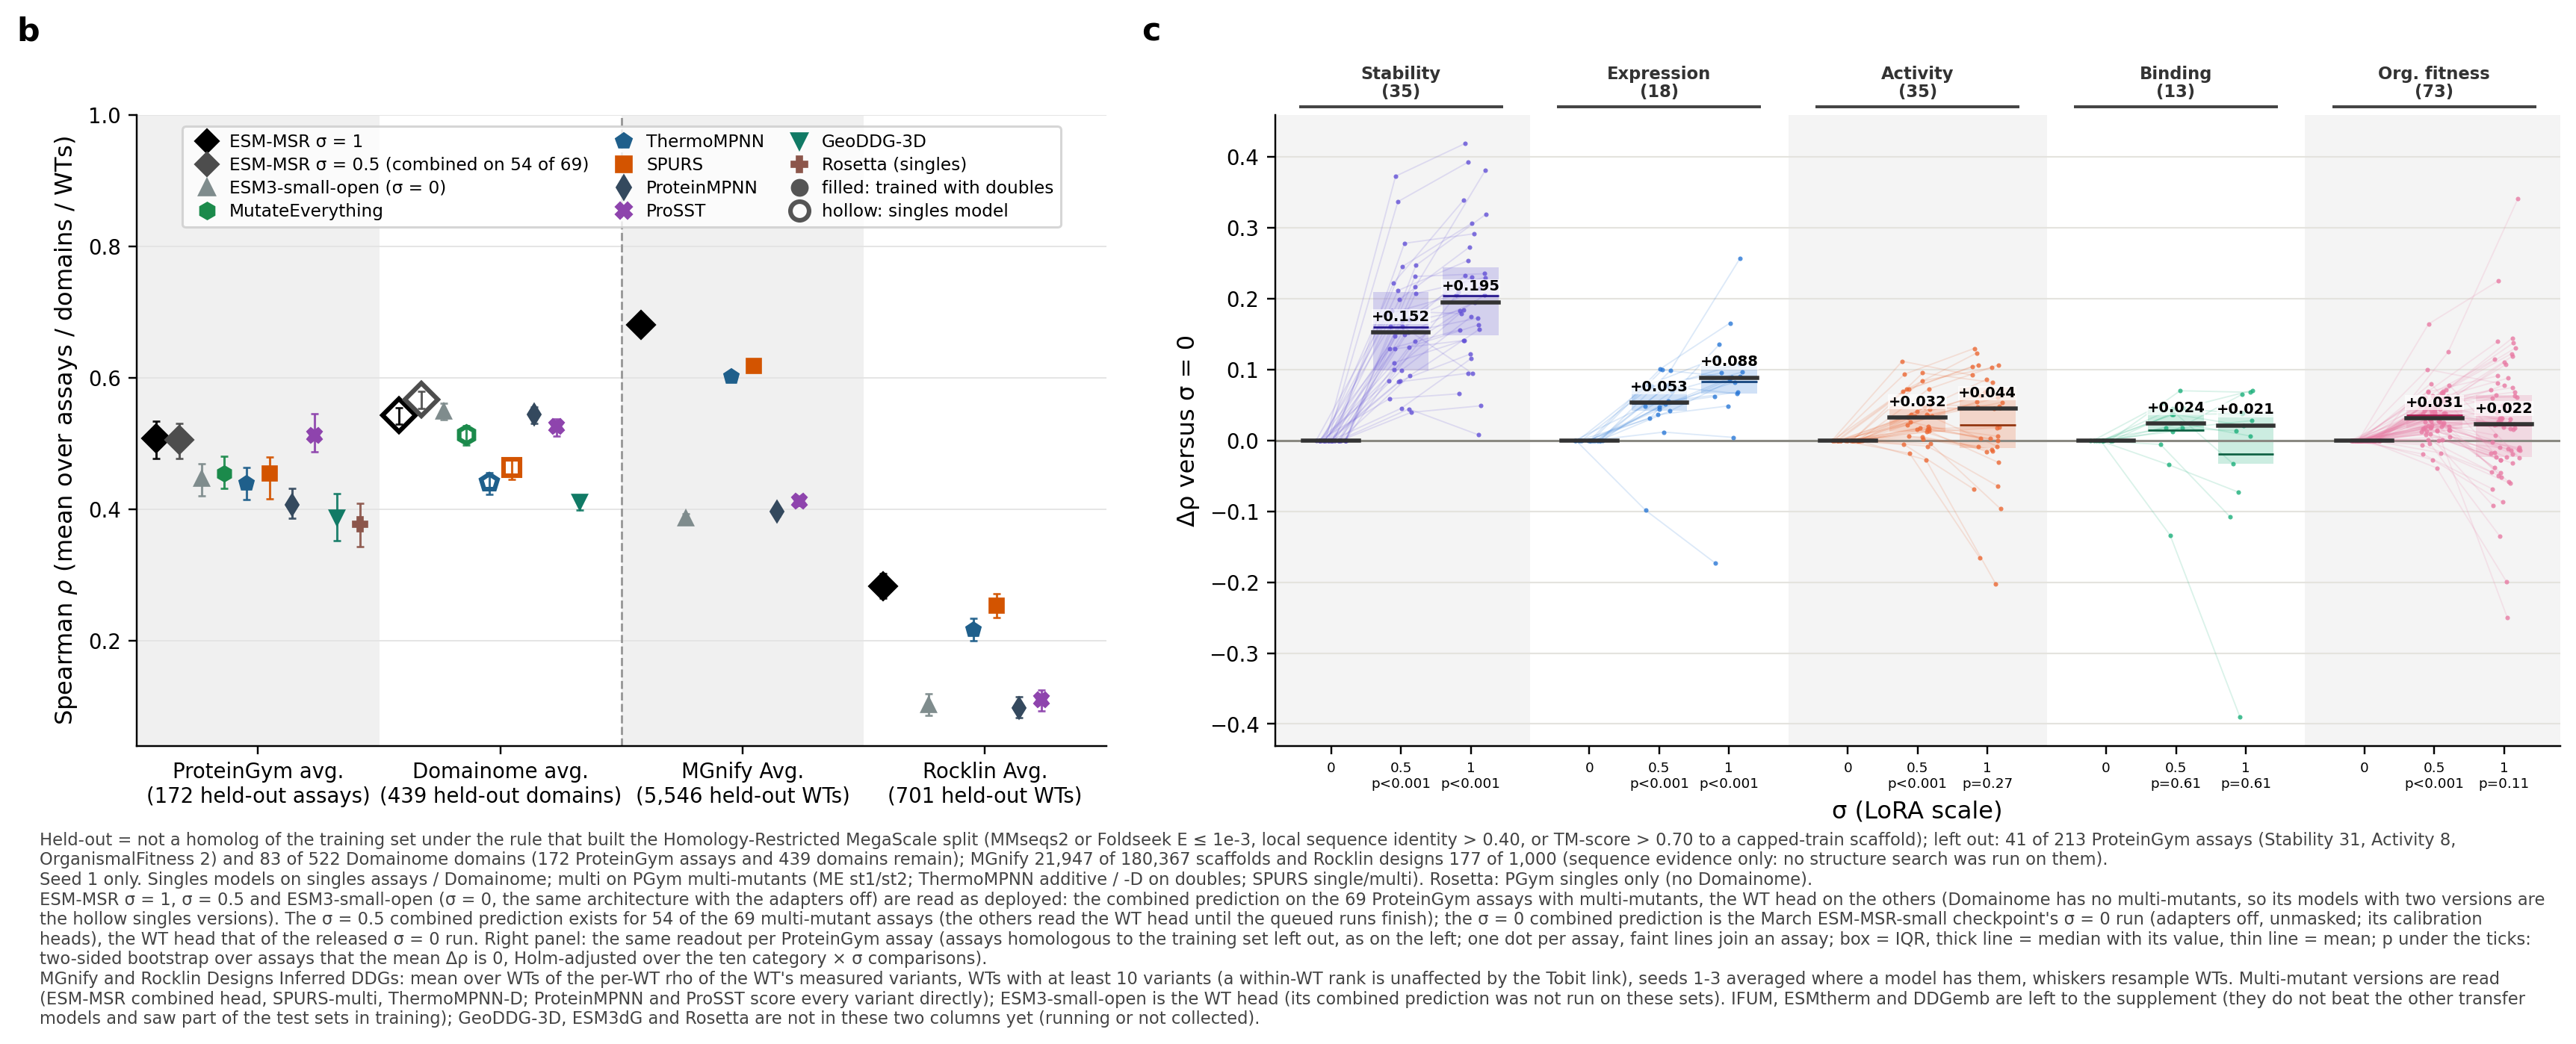 b
Spearman ρ (mean over assays / domains / WTs)
1.0
0.8
0.6
0.4
0.2
ESM-MSR σ = 1
ESM-MSR σ = 0.5 (combined on 54 of 69)
ESM3-small-open (σ = 0)
MutateEverything
ThermoMPNN
SPURS
ProteinMPNN
ProSST
GeoDDG-3D
Rosetta (singles)
filled: trained with doubles
hollow: singles model
ProteinGym avg.
(172 held-out assays)
Domainome avg.
(439 held-out domains)
MGnify Avg.
(5,546 held-out WTs)
Rocklin Avg.
(701 held-out WTs)
c
Stability
(35)
Expression
(18)
Activity
(35)
Binding
(13)
Org. fitness
(73)
Δρ versus σ = 0
0.4
0.3
0.2
0.1
0.0
−0.1
−0.2
−0.3
−0.4
+0.152
+0.195
+0.053
+0.088
+0.032
+0.044
+0.024
+0.021
+0.031
+0.022
0 0.5 1
p<0.001 p<0.001
0 0.5 1
p<0.001 p<0.001
0 0.5 1
p<0.001 p=0.27
0 0.5 1
p=0.61 p=0.61
0 0.5 1
p<0.001 p=0.11
σ (LoRA scale)
Held-out = not a homolog of the training set under the rule that built the Homology-Restricted MegaScale split (MMseqs2 or Foldseek E ≤ 1e-3, local sequence identity > 0.40, or TM-score > 0.70 to a capped-train scaffold); left out: 41 of 213 ProteinGym assays (Stability 31, Activity 8,
OrganismalFitness 2) and 83 of 522 Domainome domains (172 ProteinGym assays and 439 domains remain); MGnify 21,947 of 180,367 scaffolds and Rocklin designs 177 of 1,000 (sequence evidence only: no structure search was run on them).
Seed 1 only. Singles models on singles assays / Domainome; multi on PGym multi-mutants (ME st1/st2; ThermoMPNN additive / -D on doubles; SPURS single/multi). Rosetta: PGym singles only (no Domainome).
ESM-MSR σ = 1, σ = 0.5 and ESM3-small-open (σ = 0, the same architecture with the adapters off) are read as deployed: the combined prediction on the 69 ProteinGym assays with multi-mutants, the WT head on the others (Domainome has no multi-mutants, so its models with two versions are
the hollow singles versions). The σ = 0.5 combined prediction exists for 54 of the 69 multi-mutant assays (the others read the WT head until the queued runs finish); the σ = 0 combined prediction is the March ESM-MSR-small checkpoint's σ = 0 run (adapters off, unmasked; its calibration
heads), the WT head that of the released σ = 0 run. Right panel: the same readout per ProteinGym assay (assays homologous to the training set left out, as on the left; one dot per assay, faint lines join an assay; box = IQR, thick line = median with its value, thin line = mean; p under the ticks:
two-sided bootstrap over assays that the mean Δρ is 0, Holm-adjusted over the ten category × σ comparisons).
MGnify and Rocklin Designs Inferred DDGs: mean over WTs of the per-WT rho of the WT's measured variants, WTs with at least 10 variants (a within-WT rank is unaffected by the Tobit link), seeds 1-3 averaged where a model has them, whiskers resample WTs. Multi-mutant versions are read
(ESM-MSR combined head, SPURS-multi, ThermoMPNN-D; ProteinMPNN and ProSST score every variant directly); ESM3-small-open is the WT head (its combined prediction was not run on these sets). IFUM, ESMtherm and DDGemb are left to the supplement (they do not beat the other transfer
models and saw part of the test sets in training); GeoDDG-3D, ESM3dG and Rosetta are not in these two columns yet (running or not collected).